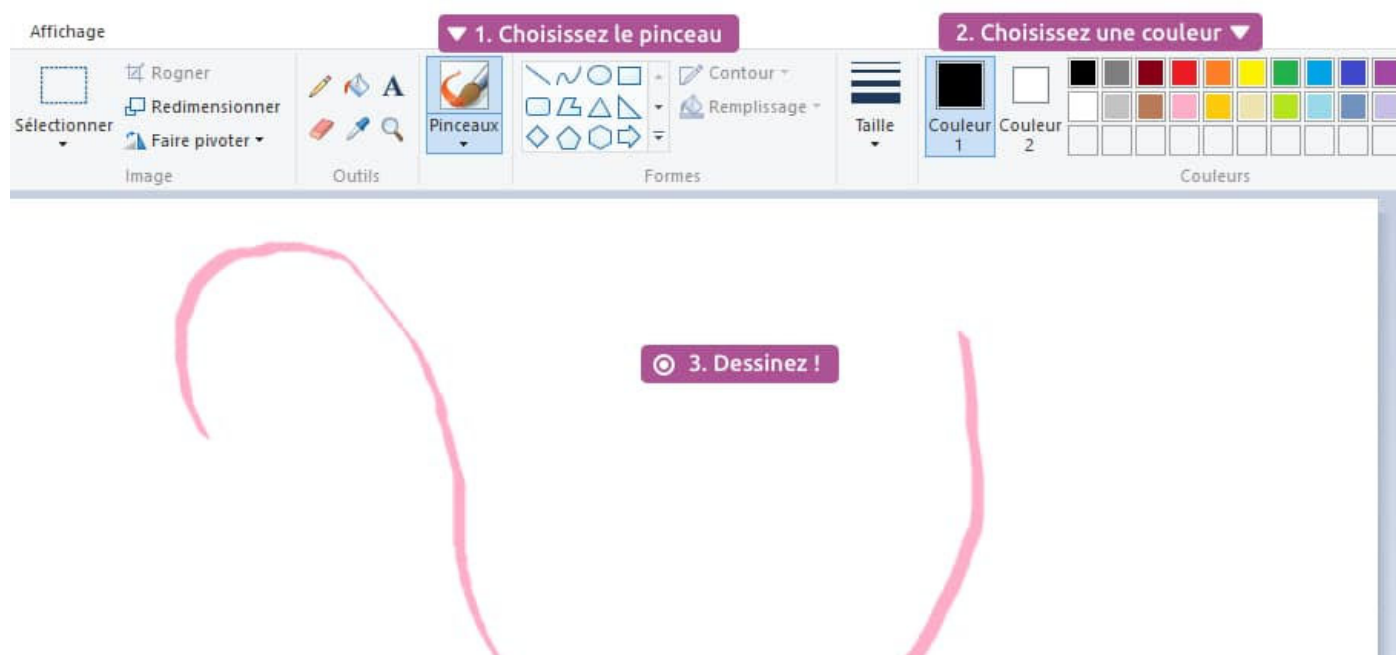 Affichage
▼ 1. Choisissez le pinceau
2. Choisissez une couleur ▼
Sélectionner
Rogner
Redimensionner
Faire pivoter
Image
A
Outils
Pinceaux
Contour
Remplissage
Formes
Taille
Couleur
1
Couleur
2
Couleurs
3. Dessinez !